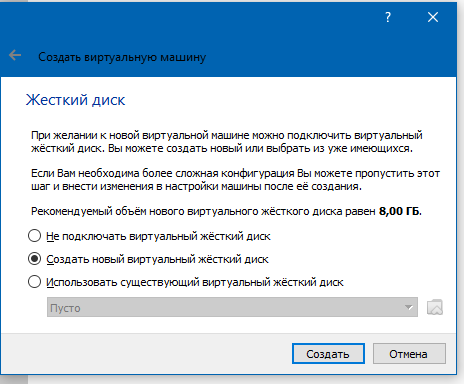 ?
Создать виртуальную машину
Жесткий диск
При желании к новой виртуальной машине можно подключить виртуальный
жёсткий диск. Вы можете создать новый или выбрать из уже имеющихся.
Если Вам необходима более сложная конфигурация Вы можете пропустить этот
шаг и внести изменения в настройки машины после её создания.
Рекомендуемый объём нового виртуального жёсткого диска равен 8,00 ГБ.
Не подключать виртуальный жёсткий диск
Создать новый виртуальный жёсткий диск
Использовать существующий виртуальный жёсткий диск
Пусто
Создать
Отмена